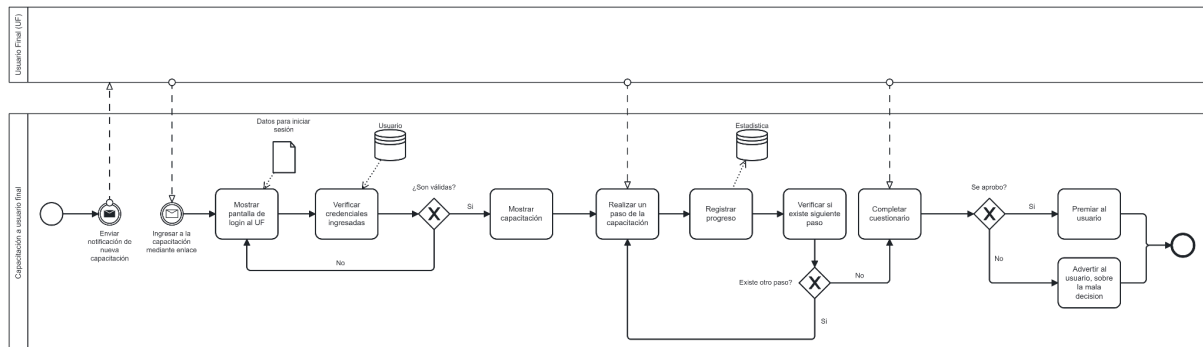 Usuario Final (UF)
Capacitación a usuario final
Enviar
notificación de
nueva
capacitación
Ingresar a la
capacitación
mediante enlace
Datos para iniciar
sesión
Mostrar
pantalla de
login al UF
Usuario
Verificar
credenciales
ingresadas
¿Son válidas?
Si
No
Mostrar
capacitación
Realizar un
paso de la
capacitación
Estadistica
Registrar
progreso
Verificar si
existe siguiente
paso
Existe otro paso?
No
Si
Completar
cuestionario
Se aprobo?
Si
No
Premiar al
usuario
Advertir al
usuario, sobre
la mala
decision